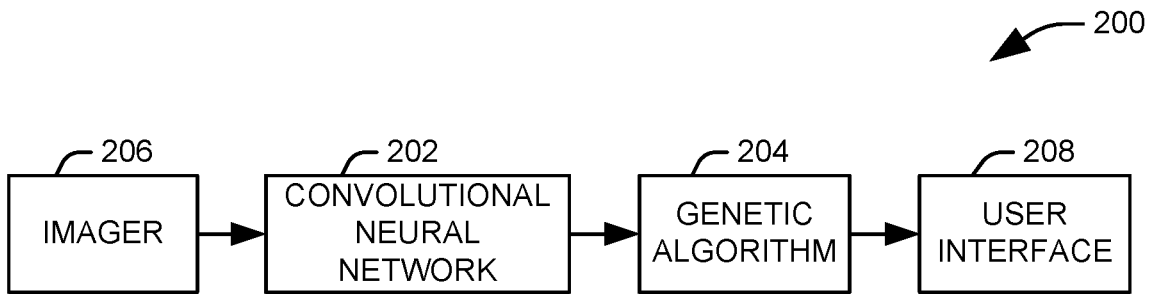 200
206
202
204
208
IMAGER
CONVOLUTIONAL
NEURAL
NETWORK
GENETIC
ALGORITHM
USER
INTERFACE